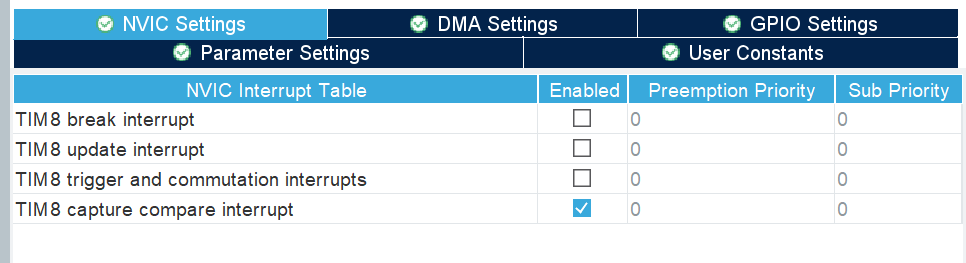 NVIC Settings DMA Settings GPIO Settings
Parameter Settings User Constants
NVIC Interrupt Table Enabled Preemption Priority Sub Priority
TIM8 break interrupt 0 0
TIM8 update interrupt 0 0
TIM8 trigger and commutation interrupts 0 0
TIM8 capture compare interrupt 0 0